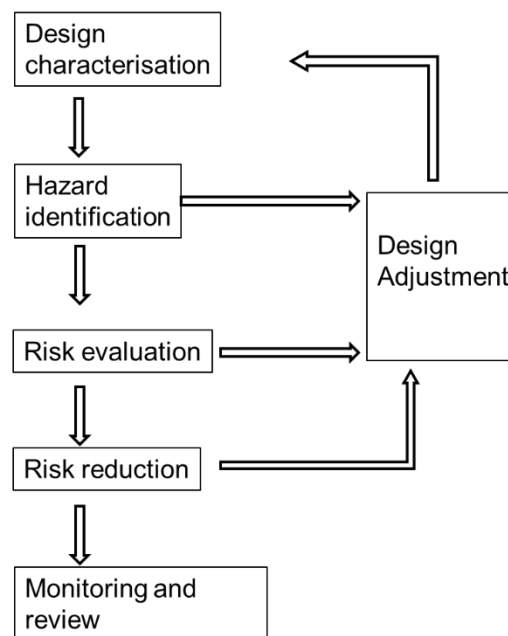 Design
characterisation
Hazard
identification
Design
Adjustment
Risk evaluation
Risk reduction
Monitoring and
review